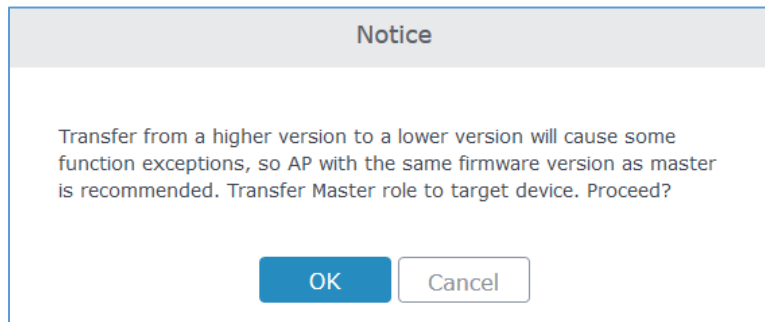 Notice
Transfer from a higher version to a lower version will cause some
function exceptions, so AP with the same firmware version as master
is recommended. Transfer Master role to target device. Proceed?
OK
Cancel